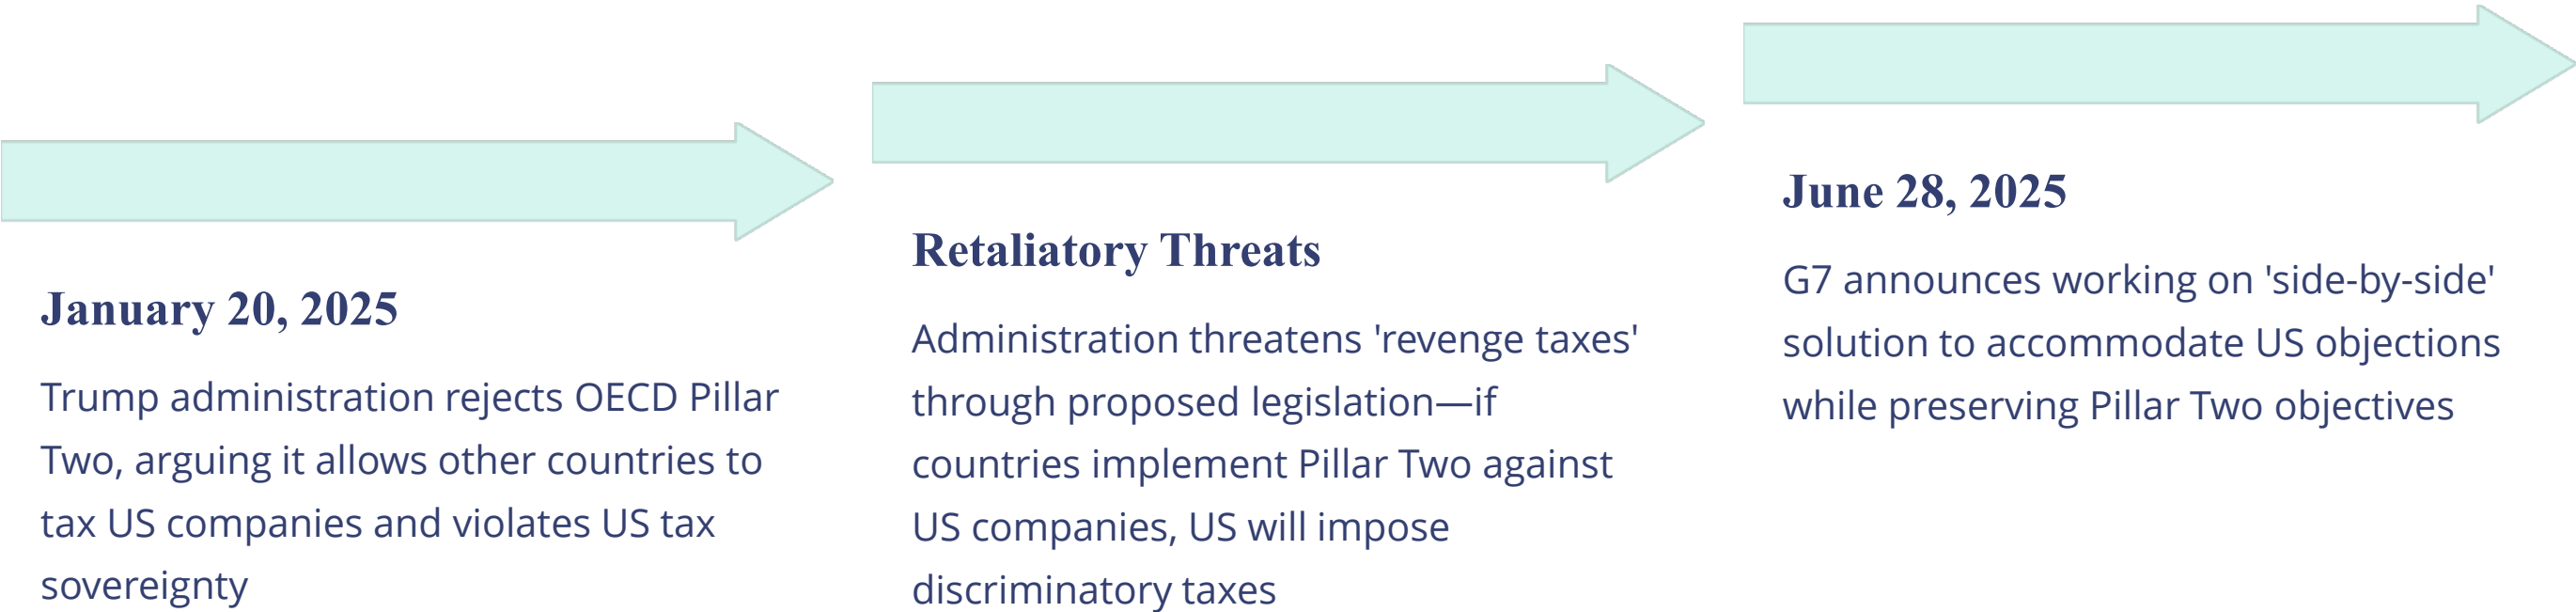 January 20, 2025
Trump administration rejects OECD Pillar
Two, arguing it allows other countries to
tax US companies and violates US tax
sovereignty
Retaliatory Threats
Administration threatens 'revenge taxes'
through proposed legislation—if
countries implement Pillar Two against
US companies, US will impose
discriminatory taxes
June 28, 2025
G7 announces working on 'side-by-side'
solution to accommodate US objections
while preserving Pillar Two objectives